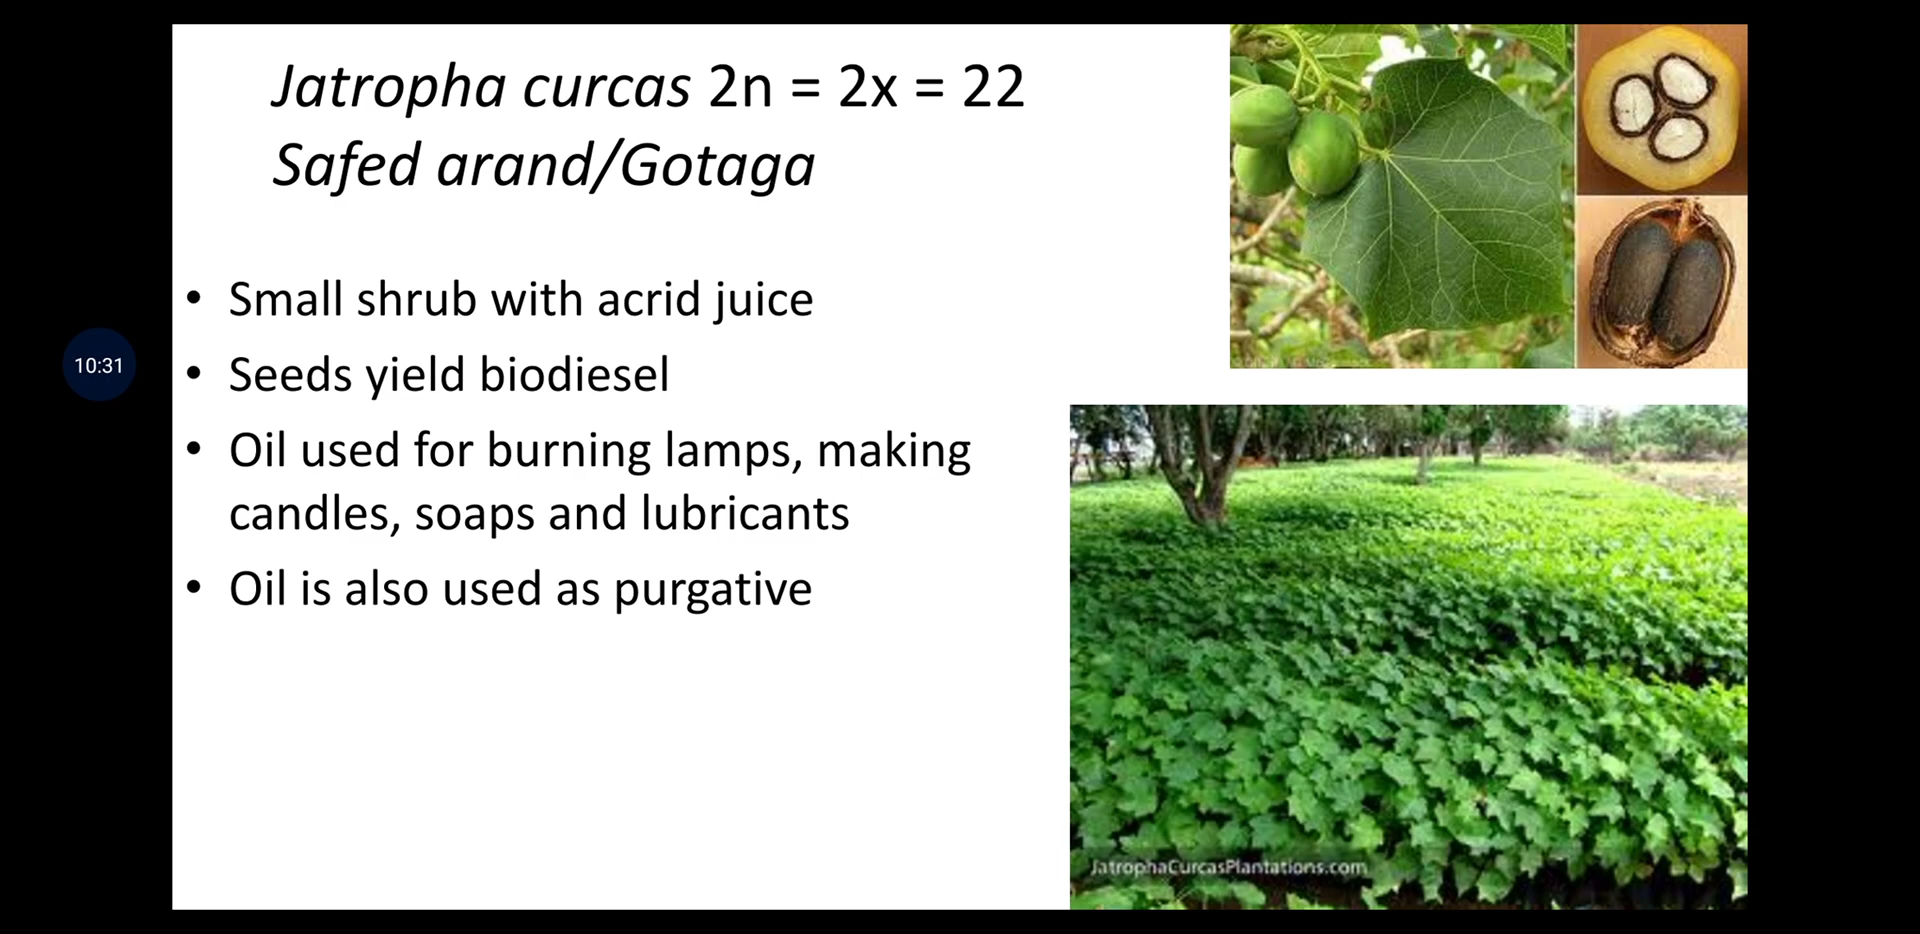 Jatropha curcas 2n = 2x = 22
Safed arand/Gotaga
10:31
• Small shrub with acrid juice
• Seeds yield biodiesel
• Oil used for burning lamps, making
candles, soaps and lubricants
• Oil is also used as purgative
JatrophaCurcasPlantations.com